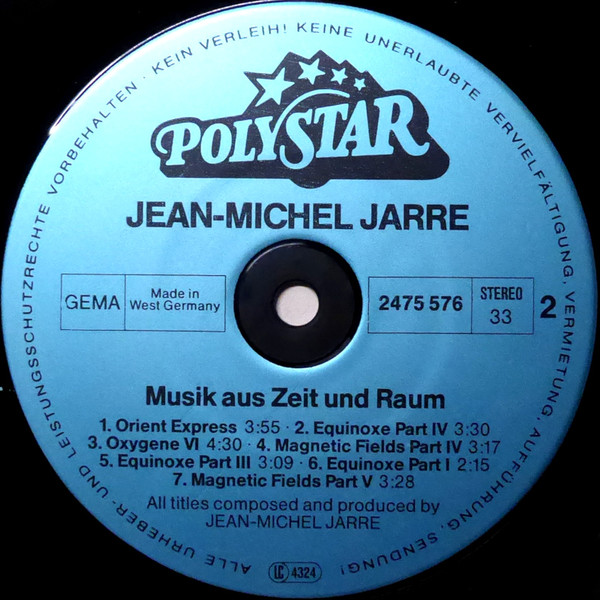 ALLE URHEBER- UND LEISTUNGSSCHUTZRECHTE VORBEHALTEN · KEIN VERLEIH! KEINE UNERLAUBTE VERVIELFÄLTIGUNG, VERMIETUNG, AUFFÜHRUNG, SENDUNG!
POLYSTAR
JEAN-MICHEL JARRE
GEMA
Made in
West Germany
2475 576
STEREO
33
2
Musik aus Zeit und Raum
1. Orient Express 3:55 · 2. Equinoxe Part IV 3:30
3. Oxygene VI 4:30 · 4. Magnetic Fields Part IV 3:17
5. Equinoxe Part III 3:09 · 6. Equinoxe Part I 2:15
7. Magnetic Fields Part V 3:28
All titles composed and produced by
JEAN-MICHEL JARRE
LC 4324